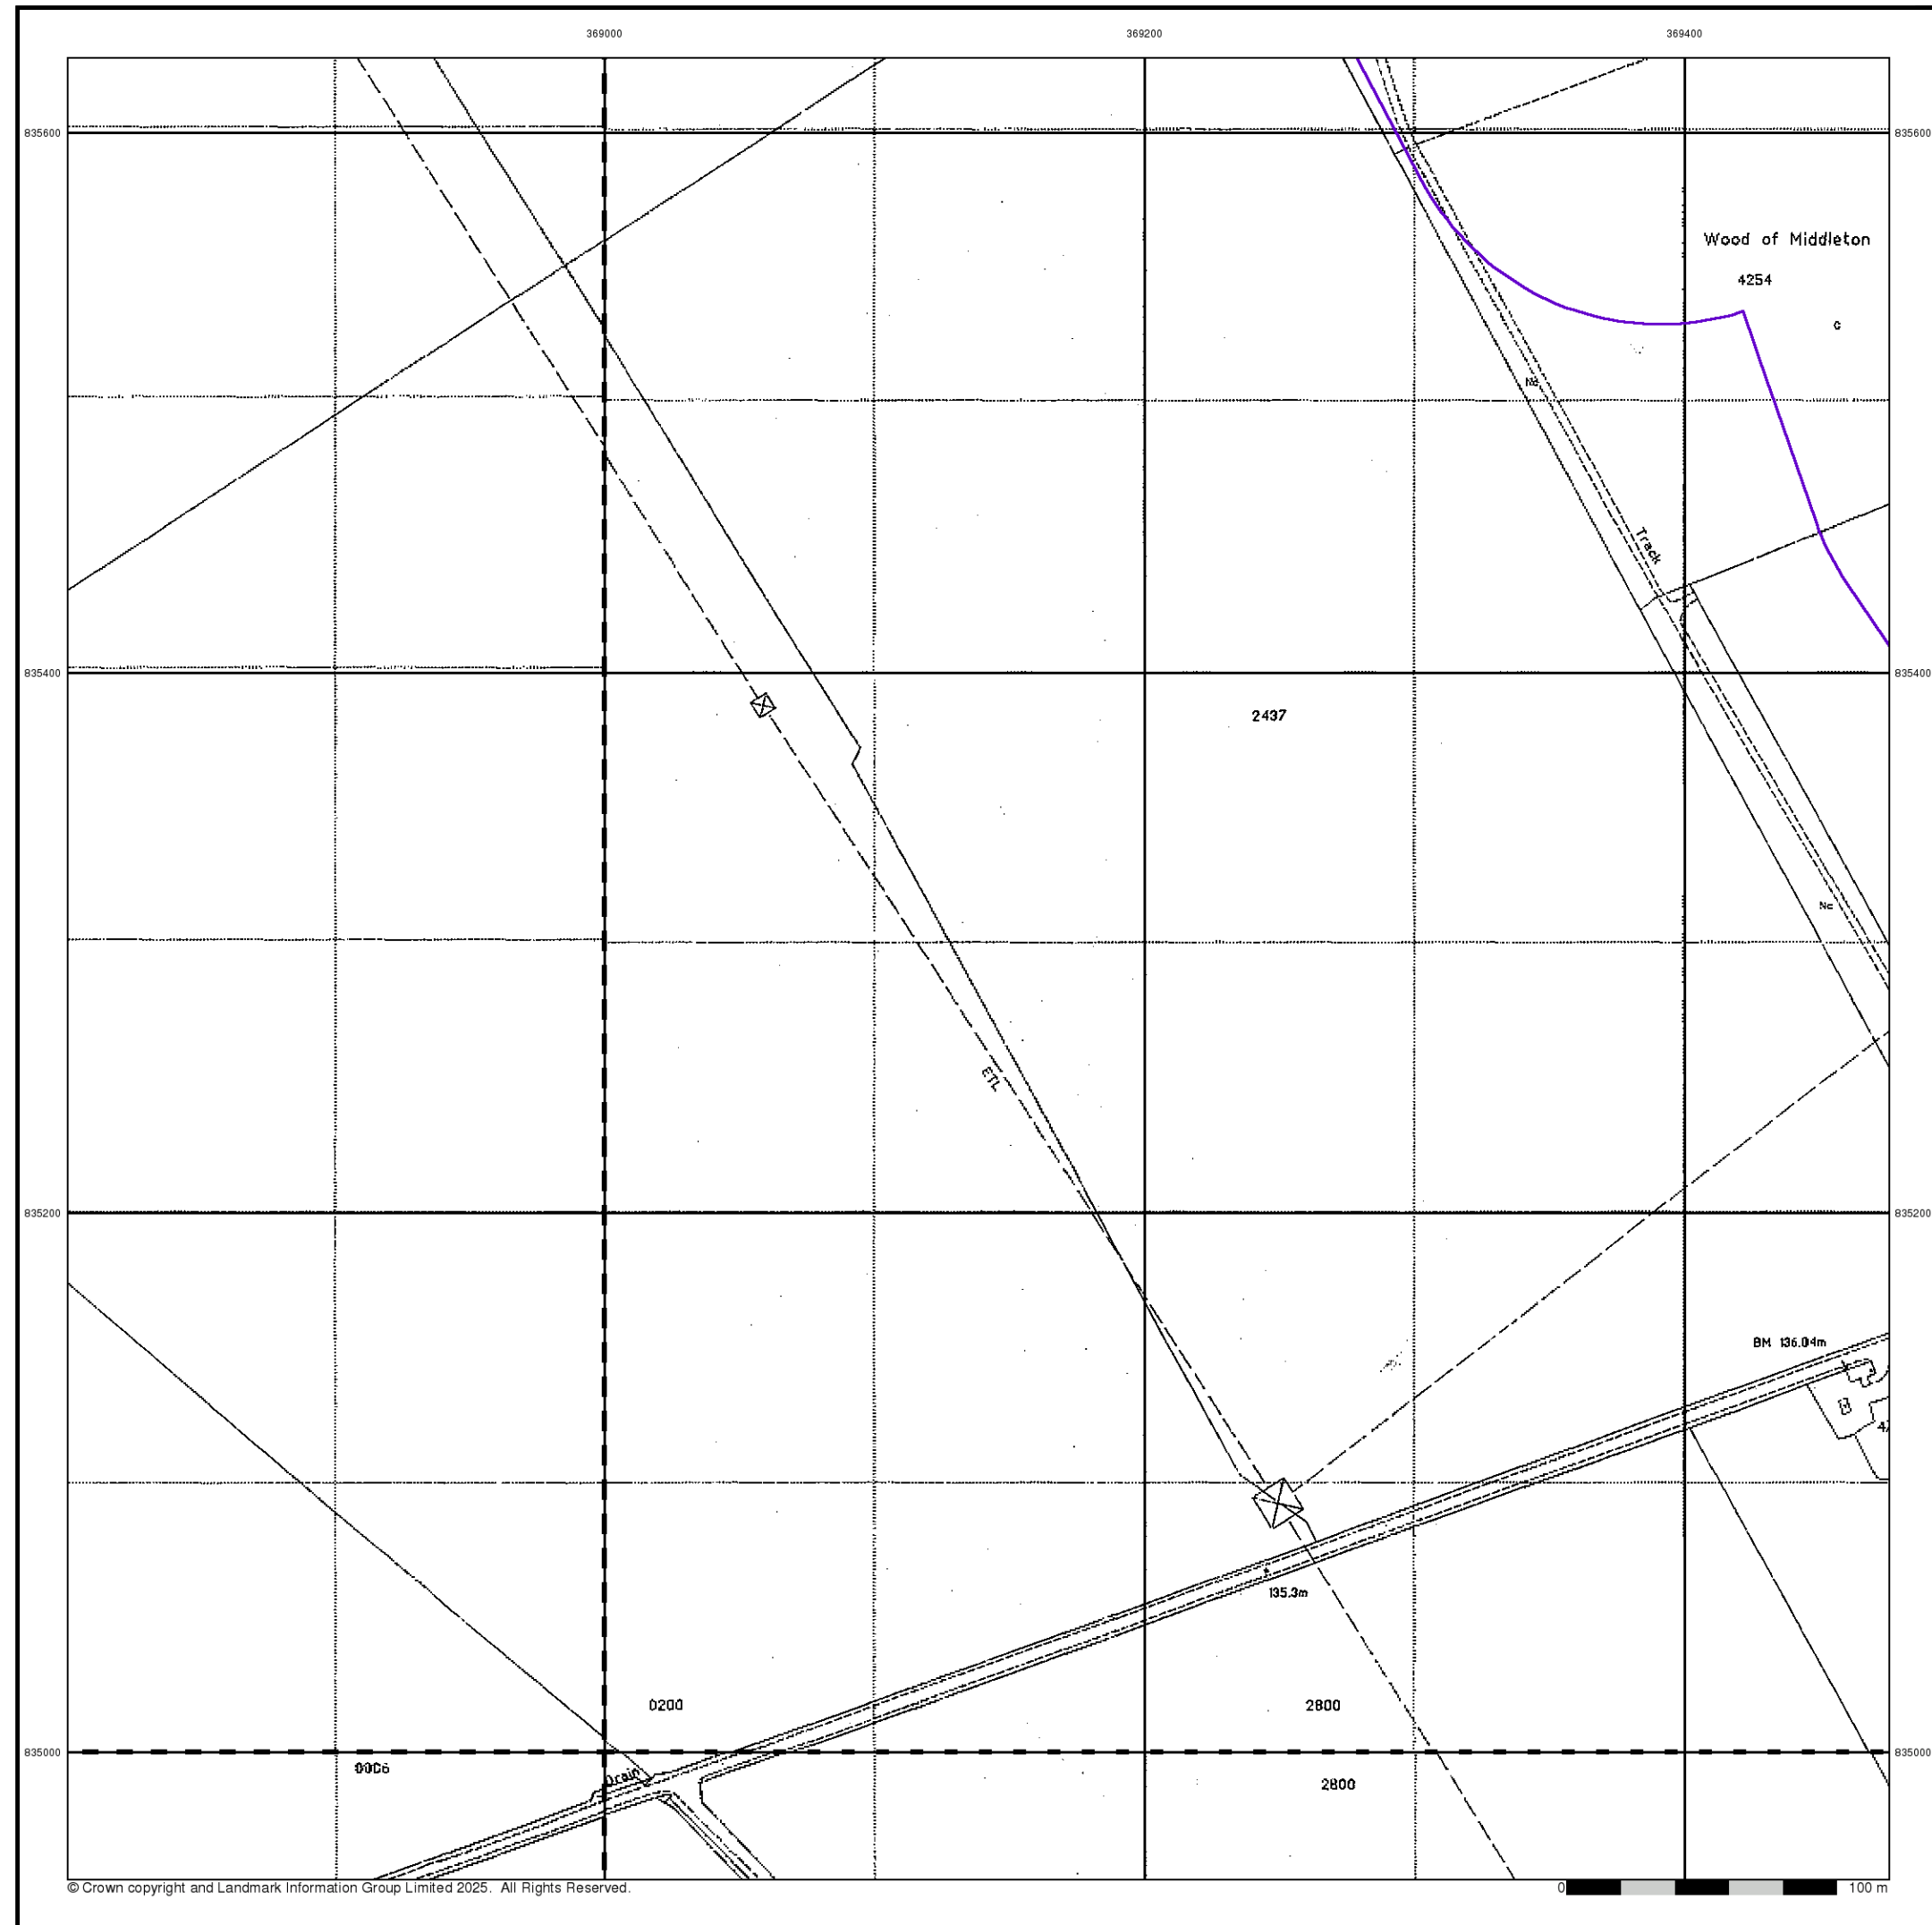 369000 369200 369400
835600 835600
Wood of Middleton
4254
Track
835400 835400
2437
ETL
835200 835200
BM 136.04m
135.3m
0200 2800
835000 835000
0006
Drain
2800
© Crown copyright and Landmark Information Group Limited 2025. All Rights Reserved.
0 100 m